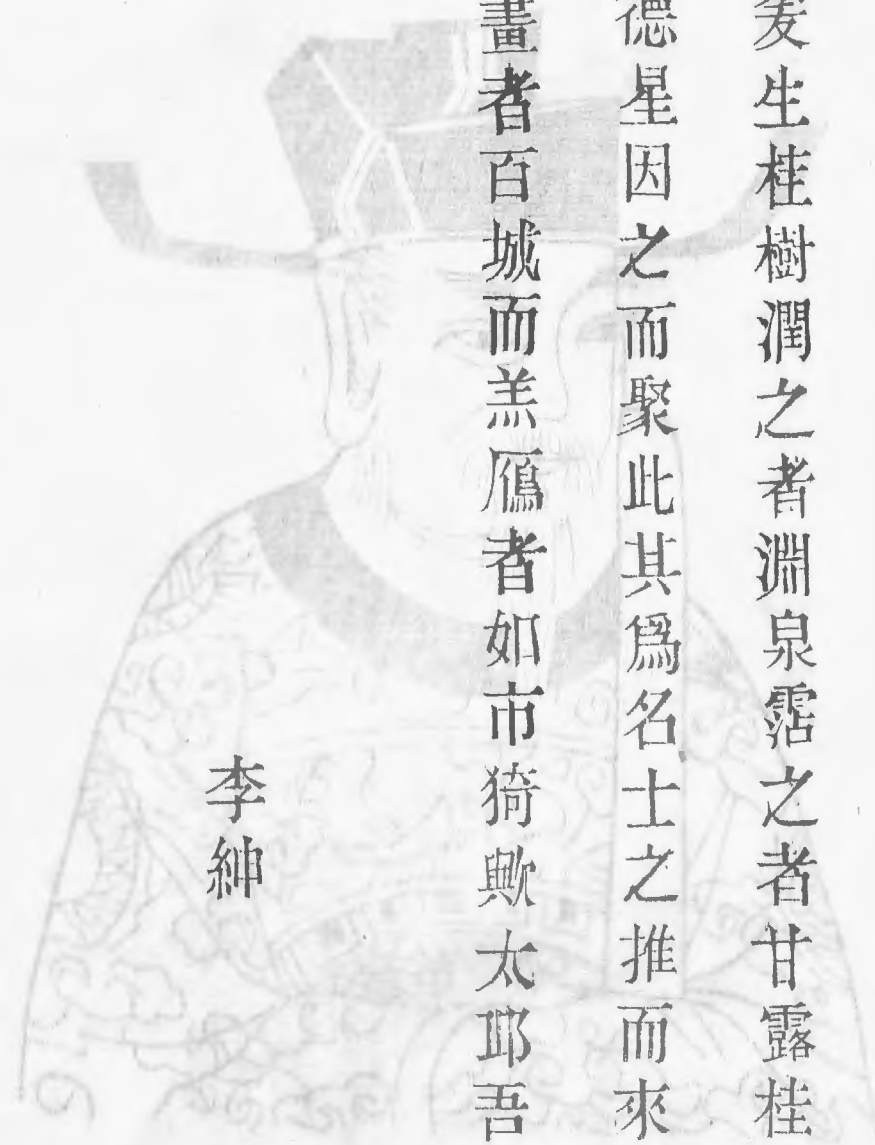 爰生桂樹潤之者淵泉霑之者甘露桂
德星因之而聚此其爲名士之推而來
畫者百城而羔鴈者如市猗歟太邱吾
李紳